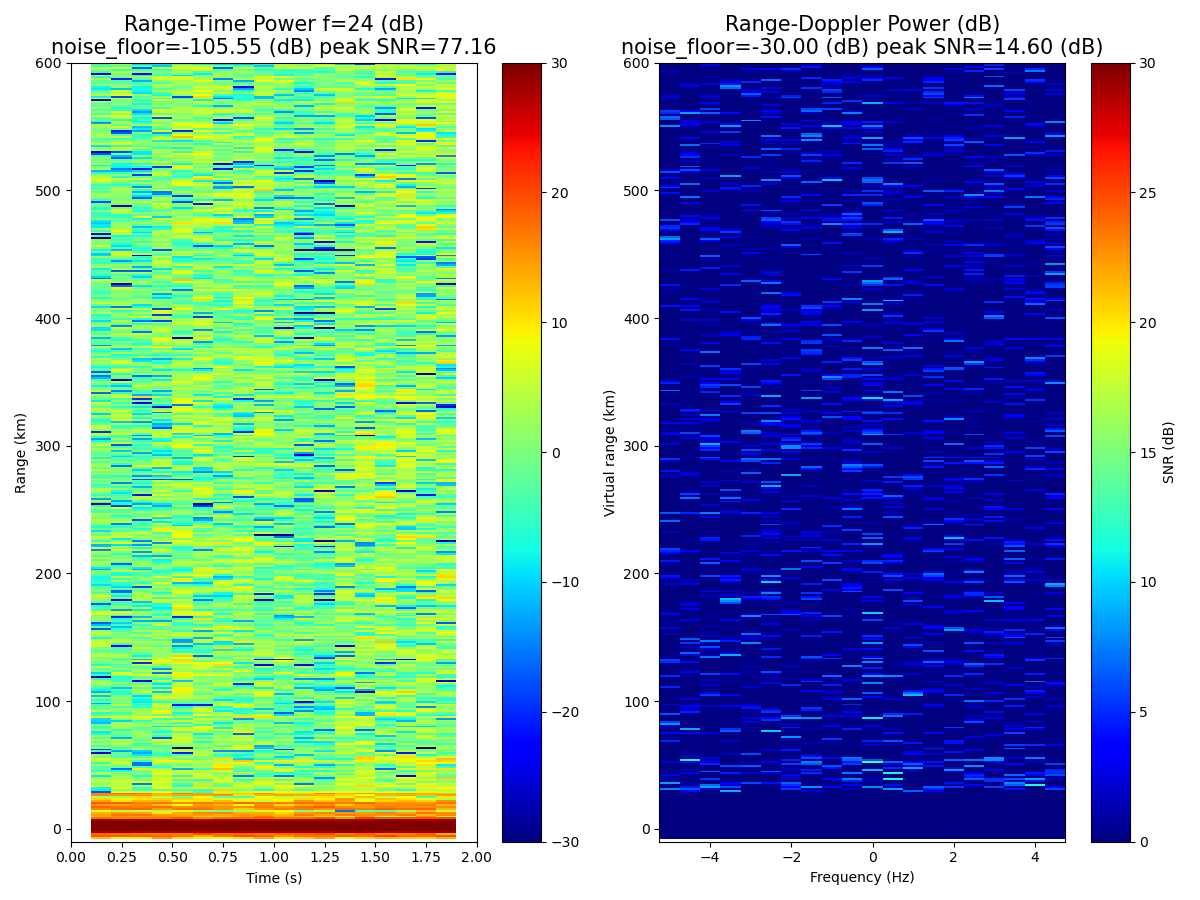 Range-Time Power f=24 (dB)
noise_floor=-105.55 (dB) peak SNR=77.16
Range-Doppler Power (dB)
noise_floor=-30.00 (dB) peak SNR=14.60 (dB)
600
500
400
300
200
100
0
Range (km)
0.00 0.25 0.50 0.75 1.00 1.25 1.50 1.75 2.00
Time (s)
30
20
10
0
−10
−20
−30
600
500
400
300
200
100
0
Virtual range (km)
−4 −2 0 2 4
Frequency (Hz)
30
25
20
15
10
5
0
SNR (dB)